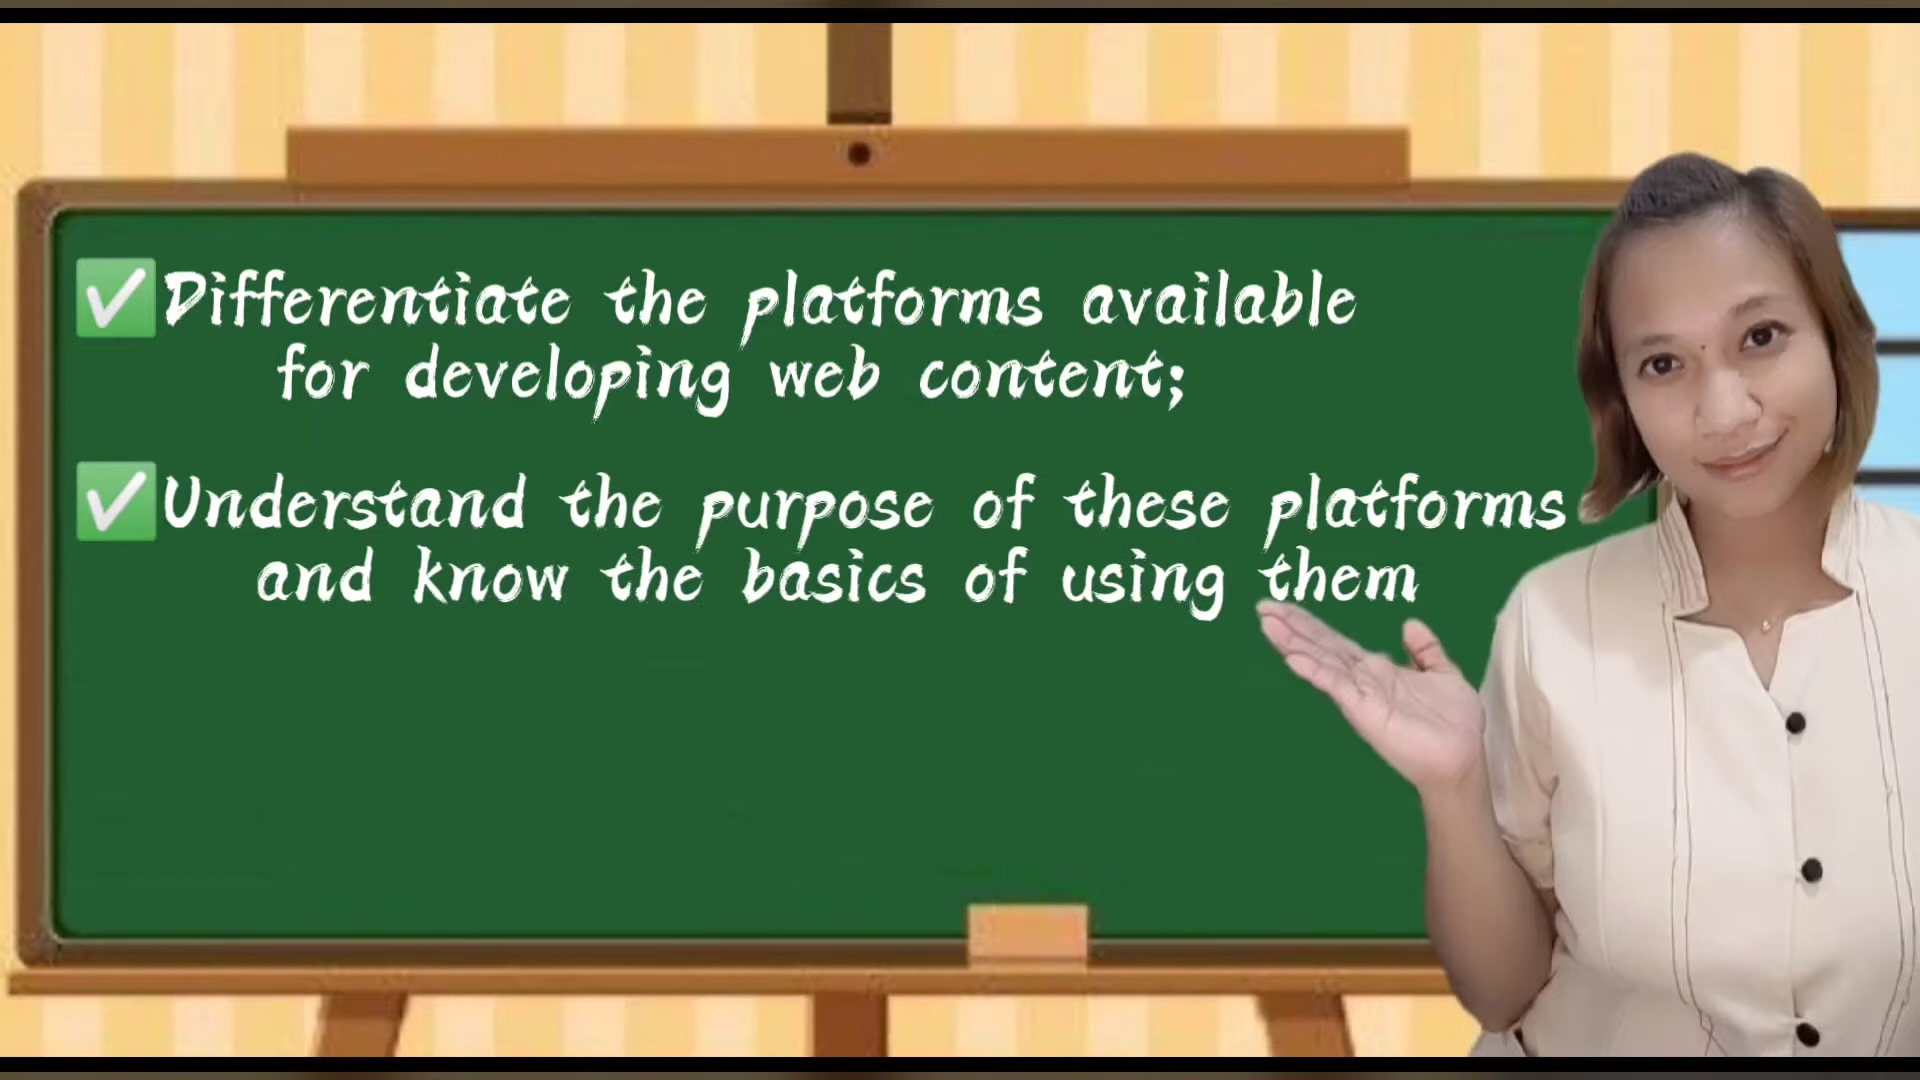 ✅Differentiate the platforms available
for developing web content;
✅Understand the purpose of these platforms
and know the basics of using them